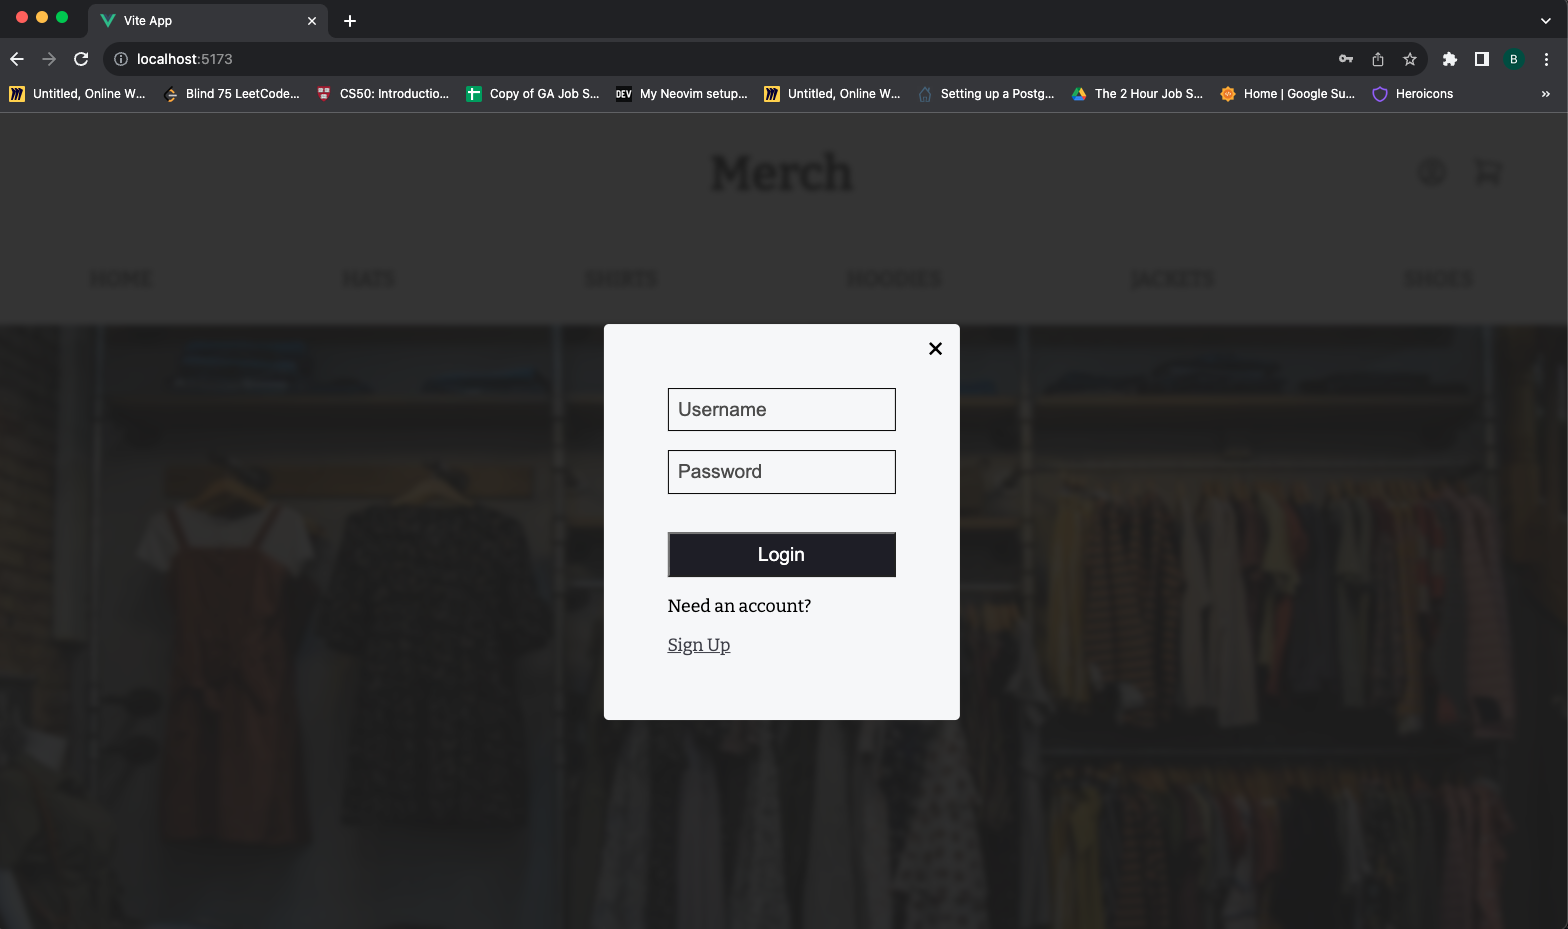 Vite App
localhost:5173
B
Untitled, Online W...
Blind 75 LeetCode...
CS50: Introductio...
Copy of GA Job S...
DEV My Neovim setup...
Untitled, Online W...
Setting up a Postg...
The 2 Hour Job S...
Home | Google Su...
Heroicons
»
Merch
HOME
HATS
SHIRTS
HOODIES
JACKETS
SHOES
Username
Password
Login
Need an account?
Sign Up